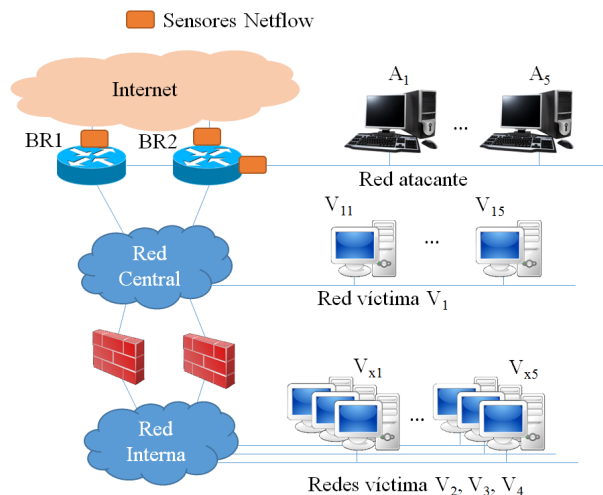 Sensores Netflow
Internet
A1
A5
...
BR1
BR2
Red atacante
V11
V15
...
Red
Central
Red víctima V1
Vx1
Vx5
...
Red
Interna
Redes víctima V2, V3, V4